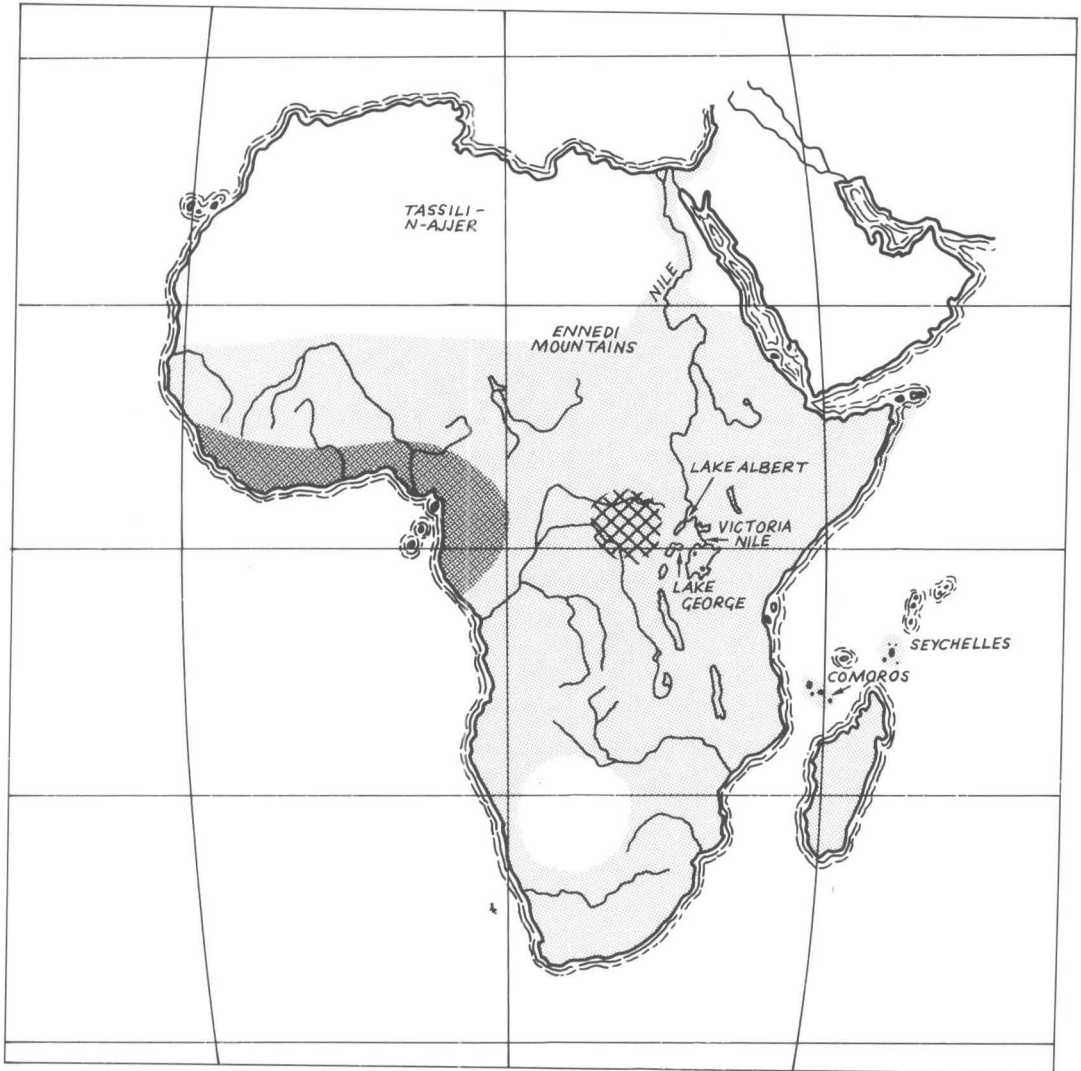 TASSILI -
N-AJJER
NILE
ENNEDI
MOUNTAINS
LAKE ALBERT
VICTORIA
NILE
LAKE
GEORGE
SEYCHELLES
COMOROS